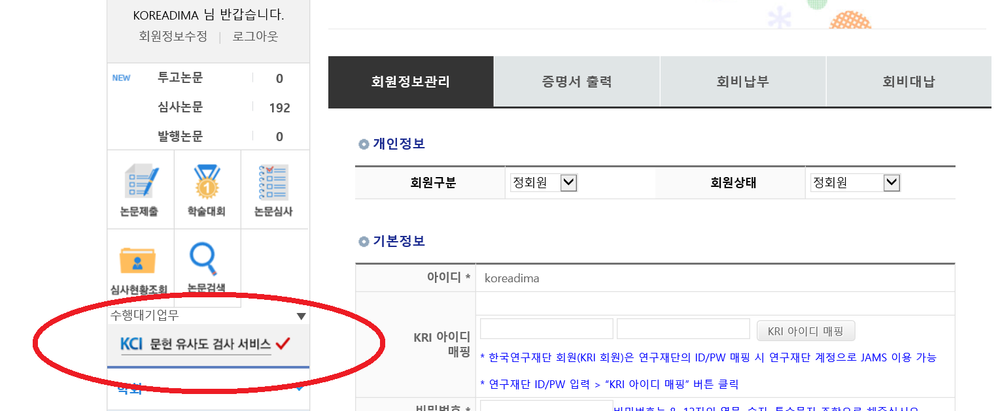 KOREADIMA 님 반갑습니다.
회원정보수정 | 로그아웃
NEW 투고논문 0
심사논문 192
발행논문 0
논문제출 학술대회 논문심사
심사현황조회 논문검색
수행대기업무 ▼
KCI 문헌 유사도 검사 서비스
학회
회원정보관리 증명서 출력 회비납부 회비대납
개인정보
회원구분 정회원 회원상태 정회원
기본정보
아이디 * koreadima
KRI 아이디
매핑
KRI 아이디 매핑
* 한국연구재단 회원(KRI 회원)은 연구재단의 ID/PW 매핑 시 연구재단 계정으로 JAMS 이용 가능
* 연구재단 ID/PW 입력 > “KRI 아이디 매핑” 버튼 클릭
비밀번호 *